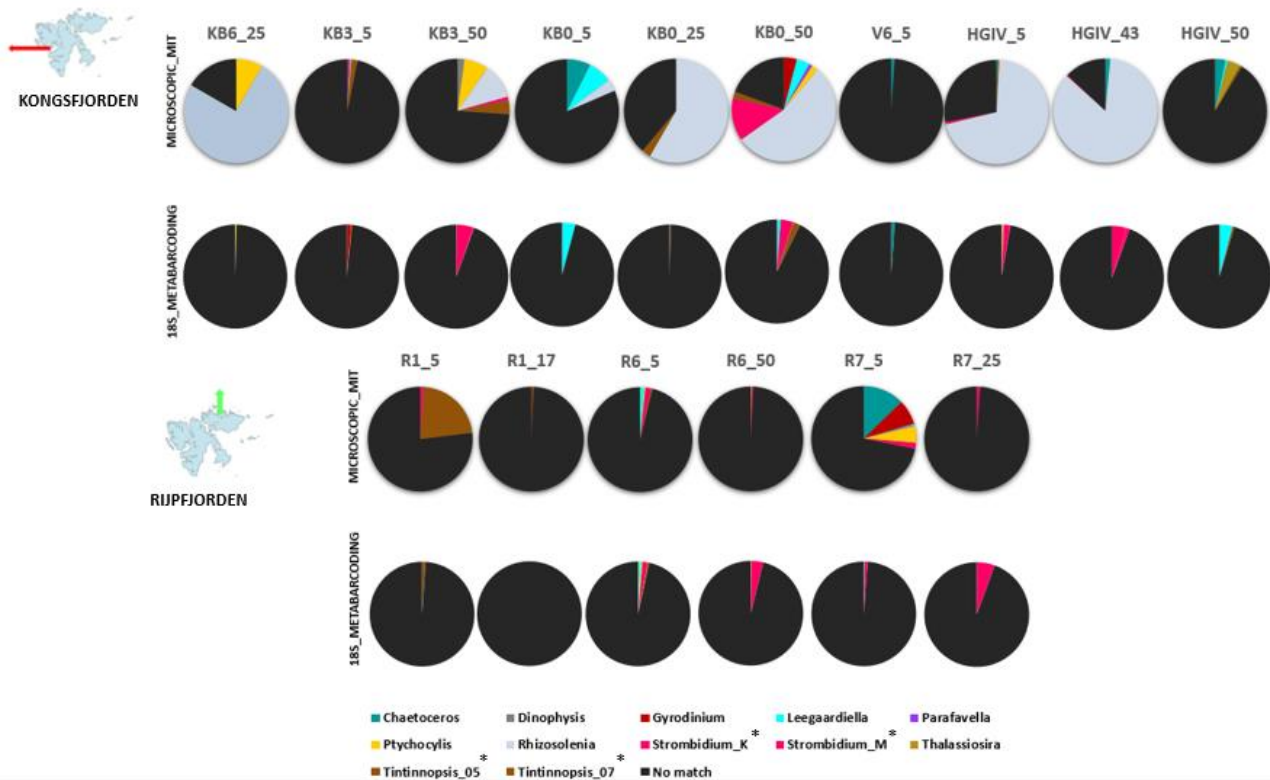 KB6_25 KB3_5 KB3_50 KB0_5 KB0_25 KB0_50 V6_5 HGIV_5 HGIV_43 HGIV_50
KONGSFJORDEN
MICROSCOPIC_MIT
18S_METABARCODING
R1_5 R1_17 R6_5 R6_50 R7_5 R7_25
MICROSCOPIC_MIT
RIJPFJORDEN
18S_METABARCODING
Chaetoceros Dinophysis Gyrodinium Leegaardiella Parafavella
Ptychocylis Rhizosolenia Strombidium_K * Strombidium_M * Thalassiosira
Tintinnopsis_05 * Tintinnopsis_07 * No match